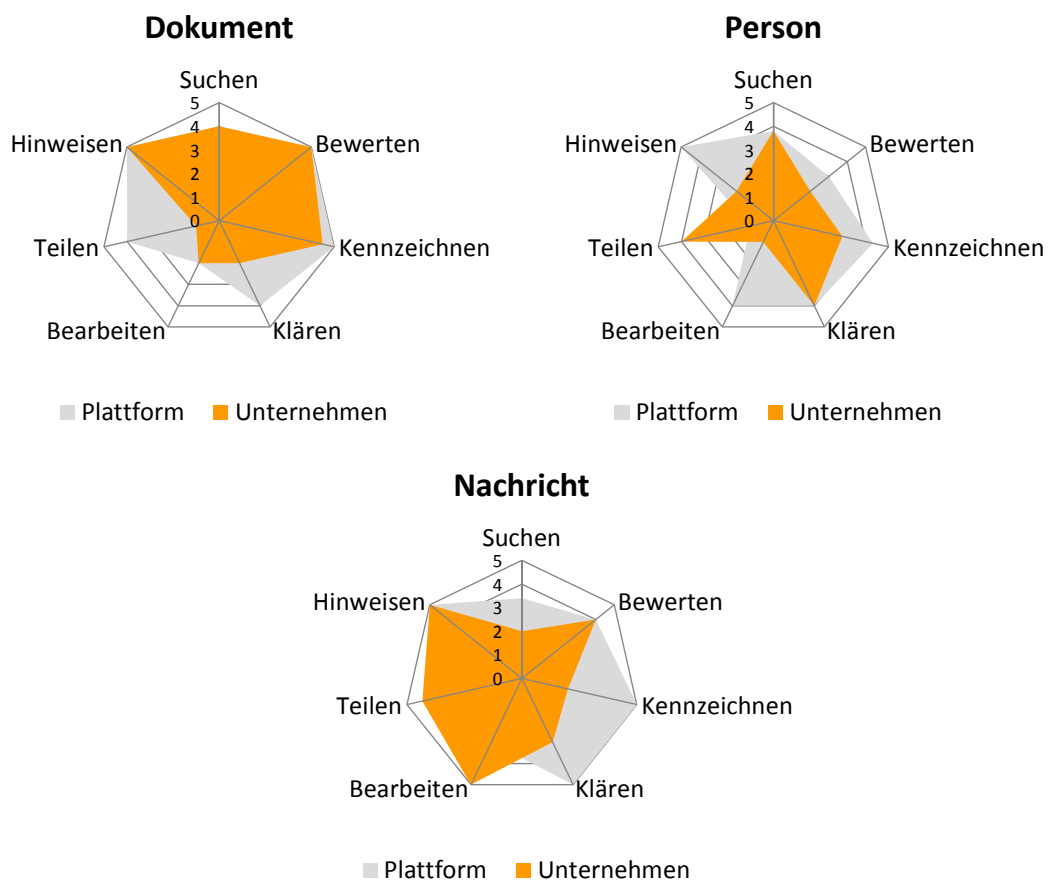 Dokument
Suchen
5
4
3
2
1
0
Hinweisen
Bewerten
Teilen
Kennzeichnen
Bearbeiten
Klären
Plattform Unternehmen
Person
Suchen
5
4
3
2
1
0
Hinweisen
Bewerten
Teilen
Kennzeichnen
Bearbeiten
Klären
Plattform Unternehmen
Nachricht
Suchen
5
4
3
2
1
0
Hinweisen
Bewerten
Teilen
Kennzeichnen
Bearbeiten
Klären
Plattform Unternehmen